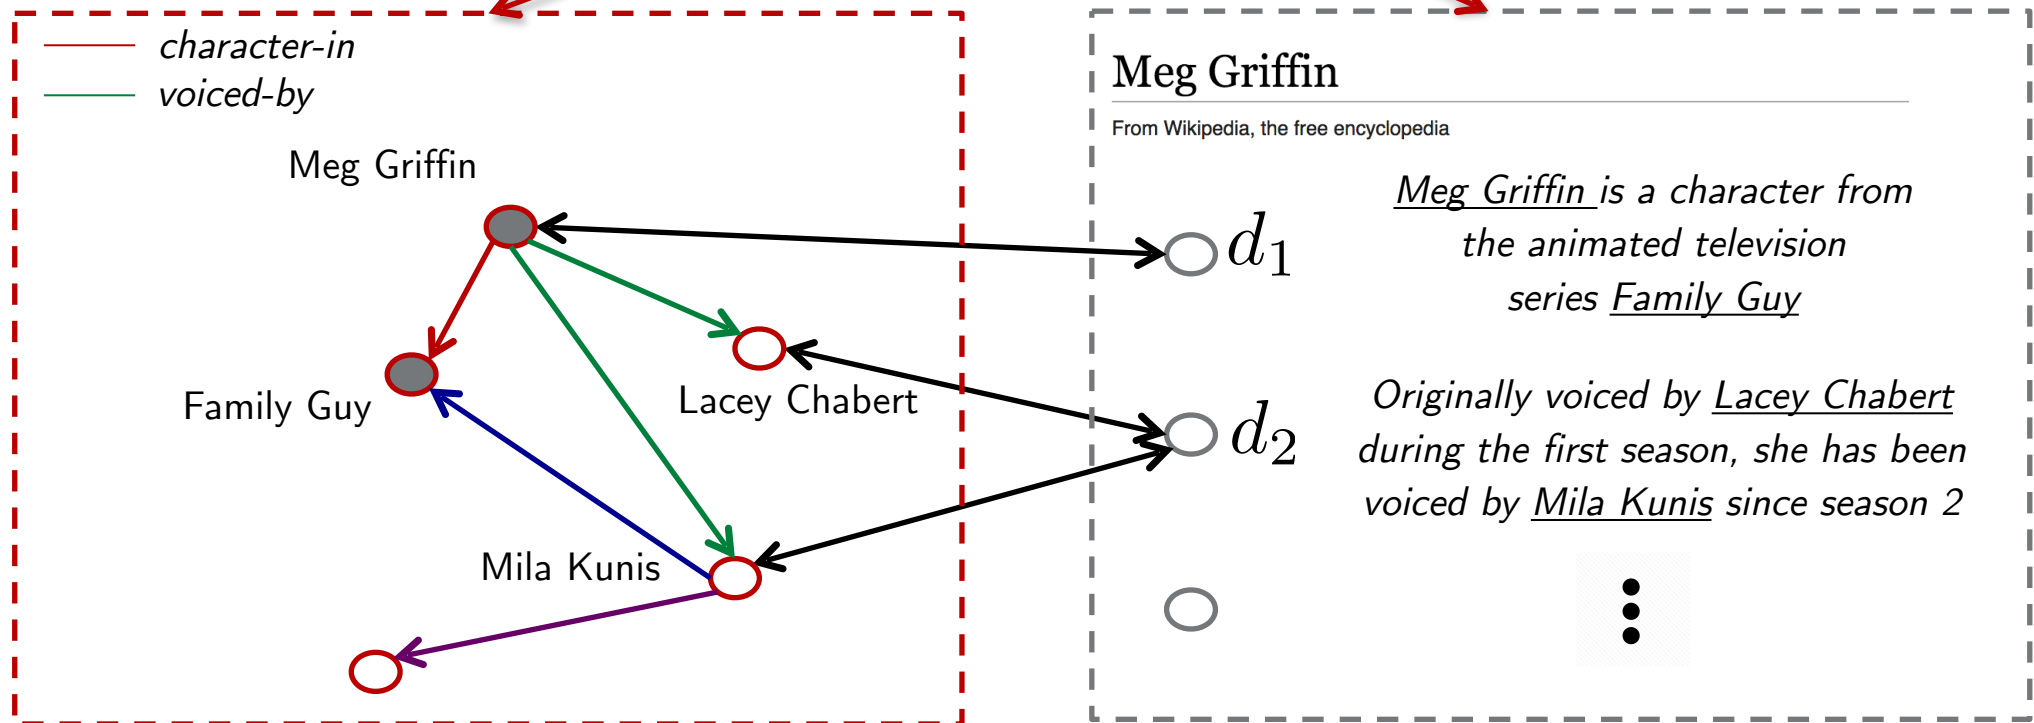 character-in
voiced-by
Meg Griffin
Family Guy
Lacey Chabert
Mila Kunis
Meg Griffin
From Wikipedia, the free encyclopedia
d1
Meg Griffin is a character from
the animated television
series Family Guy
d2
Originally voiced by Lacey Chabert
during the first season, she has been
voiced by Mila Kunis since season 2